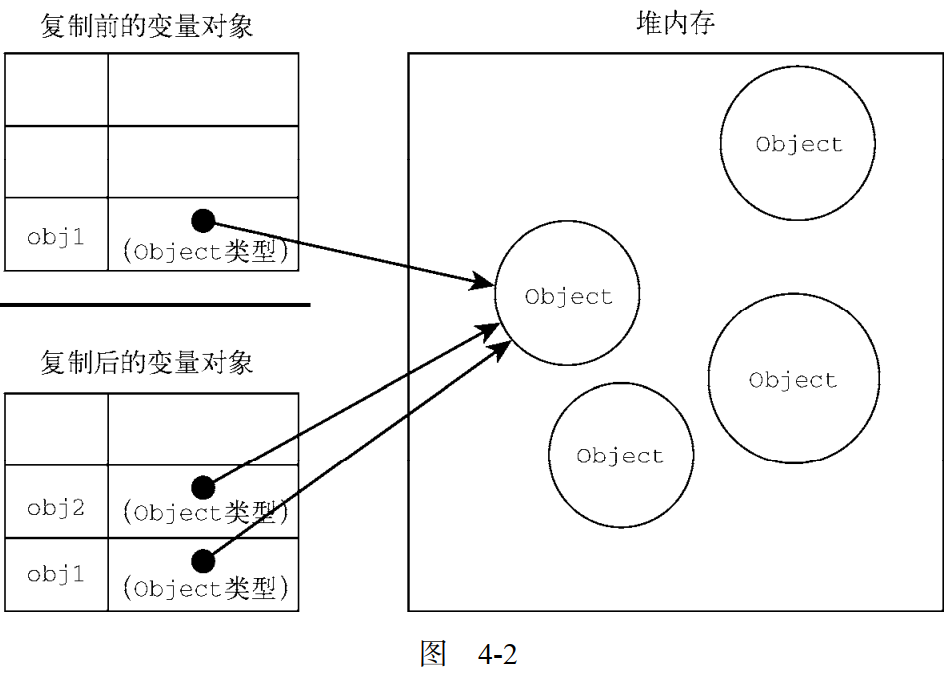 复制前的变量对象
堆内存
obj1
(Object类型)
复制后的变量对象
obj2
(Object类型)
obj1
(Object类型)
Object
Object
Object
Object
图 4-2